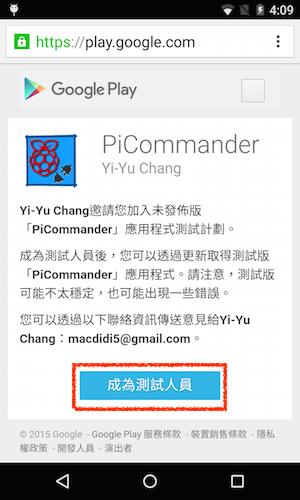 4:09
https://play.google.com
Google Play
PiCommander
Yi-Yu Chang
Yi-Yu Chang邀請您加入未發佈版
「PiCommander」應用程式測試計劃。
成為測試人員後，您可以透過更新取得測試版
「PiCommander」應用程式。請注意，測試版
可能不太穩定，也可能出現一些錯誤。
您可以透過以下聯絡資訊傳送意見給Yi-Yu
Chang：macdidi5@gmail.com。
成為測試人員
© 2015 Google - Google Play 服務條款 - 裝置銷售條款 - 隱私
權政策 - 開發人員 - 演出者